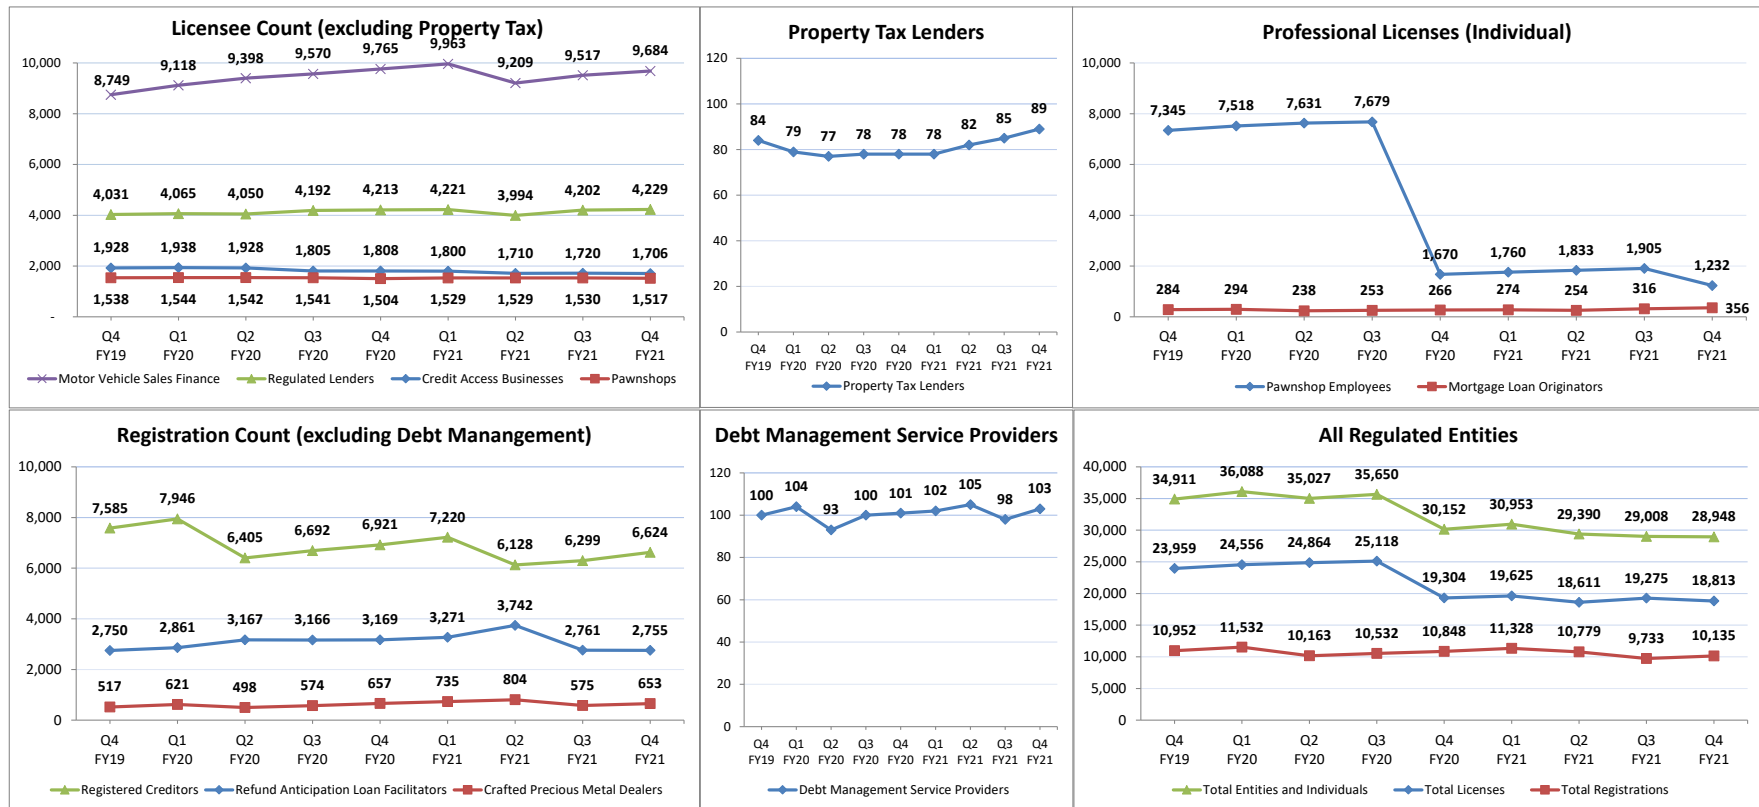 Licensee Count (excluding Property Tax)
10,000
8,000
6,000
4,000
2,000
-
8,749 9,118 9,398 9,570 9,765 9,963 9,209 9,517 9,684
4,031 4,065 4,050 4,192 4,213 4,221 3,994 4,202 4,229
1,928 1,938 1,928 1,805 1,808 1,800 1,710 1,720 1,706
1,538 1,544 1,542 1,541 1,504 1,529 1,529 1,530 1,517
Q4 Q1 Q2 Q3 Q4 Q1 Q2 Q3 Q4
FY19 FY20 FY20 FY20 FY20 FY21 FY21 FY21 FY21
Motor Vehicle Sales Finance Regulated Lenders Credit Access Businesses Pawnshops
Property Tax Lenders
120
100
80
60
40
20
0
84 79 77 78 78 78 82 85 89
Q4 Q1 Q2 Q3 Q4 Q1 Q2 Q3 Q4
FY19 FY20 FY20 FY20 FY20 FY21 FY21 FY21 FY21
Property Tax Lenders
Professional Licenses (Individual)
10,000
8,000
6,000
4,000
2,000
0
7,345 7,518 7,631 7,679 1,670 1,760 1,833 1,905 1,232
284 294 238 253 266 274 254 316 356
Q4 Q1 Q2 Q3 Q4 Q1 Q2 Q3 Q4
FY19 FY20 FY20 FY20 FY20 FY21 FY21 FY21 FY21
Pawnshop Employees Mortgage Loan Originators
Registration Count (excluding Debt Manangement)
10,000
8,000
6,000
4,000
2,000
0
7,585 7,946 6,405 6,692 6,921 7,220 6,128 6,299 6,624
2,750 2,861 3,167 3,166 3,169 3,271 3,742 2,761 2,755
517 621 498 574 657 735 804 575 653
Q4 Q1 Q2 Q3 Q4 Q1 Q2 Q3 Q4
FY19 FY20 FY20 FY20 FY20 FY21 FY21 FY21 FY21
Registered Creditors Refund Anticipation Loan Facilitators Crafted Precious Metal Dealers
Debt Management Service Providers
120
100
80
60
40
20
0
100 104 93 100 101 102 105 98 103
Q4 Q1 Q2 Q3 Q4 Q1 Q2 Q3 Q4
FY19 FY20 FY20 FY20 FY20 FY21 FY21 FY21 FY21
Debt Management Service Providers
All Regulated Entities
40,000
35,000
30,000
25,000
20,000
15,000
10,000
5,000
0
34,911 36,088 35,027 35,650 30,152 30,953 29,390 29,008 28,948
23,959 24,556 24,864 25,118 19,304 19,625 18,611 19,275 18,813
10,952 11,532 10,163 10,532 10,848 11,328 10,779 9,733 10,135
Q4 Q1 Q2 Q3 Q4 Q1 Q2 Q3 Q4
FY19 FY20 FY20 FY20 FY20 FY21 FY21 FY21 FY21
Total Entities and Individuals Total Licenses Total Registrations